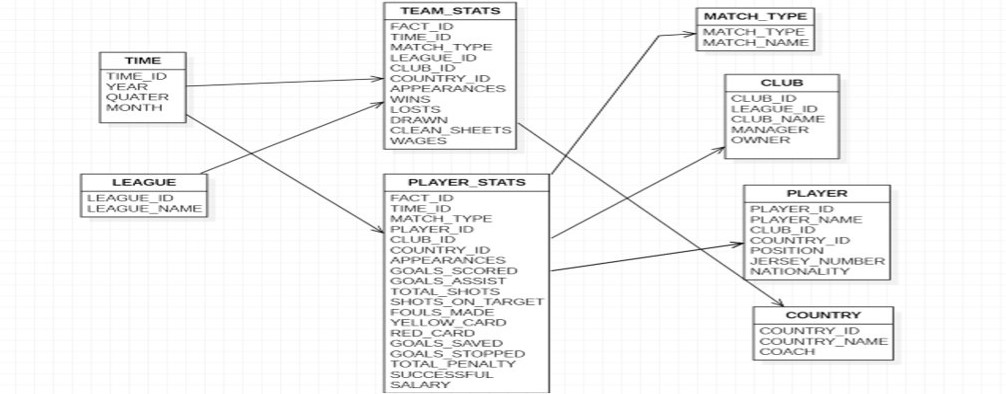 TEAM_STATS
FACT_ID
TIME_ID
MATCH_TYPE
LEAGUE_ID
CLUB_ID
COUNTRY_ID
APPEARANCES
WINS
LOSTS
DRAWN
CLEAN_SHEETS
WAGES
MATCH_TYPE
MATCH_TYPE
MATCH_NAME
TIME
TIME_ID
YEAR
QUATER
MONTH
CLUB
CLUB_ID
LEAGUE_ID
CLUB_NAME
MANAGER
OWNER
LEAGUE
LEAGUE_ID
LEAGUE_NAME
PLAYER_STATS
FACT_ID
TIME_ID
MATCH_TYPE
PLAYER_ID
CLUB_ID
COUNTRY_ID
APPEARANCES
GOALS_SCORED
GOALS_ASSIST
TOTAL_SHOTS
SHOTS_ON_TARGET
FOULS_MADE
YELLOW_CARD
RED_CARD
GOALS_SAVED
GOALS_STOPPED
TOTAL_PENALTY
SUCCESSFUL
SALARY
PLAYER
PLAYER_ID
PLAYER_NAME
CLUB_ID
COUNTRY_ID
POSITION
JERSEY_NUMBER
NATIONALITY
COUNTRY
COUNTRY_ID
COUNTRY_NAME
COACH